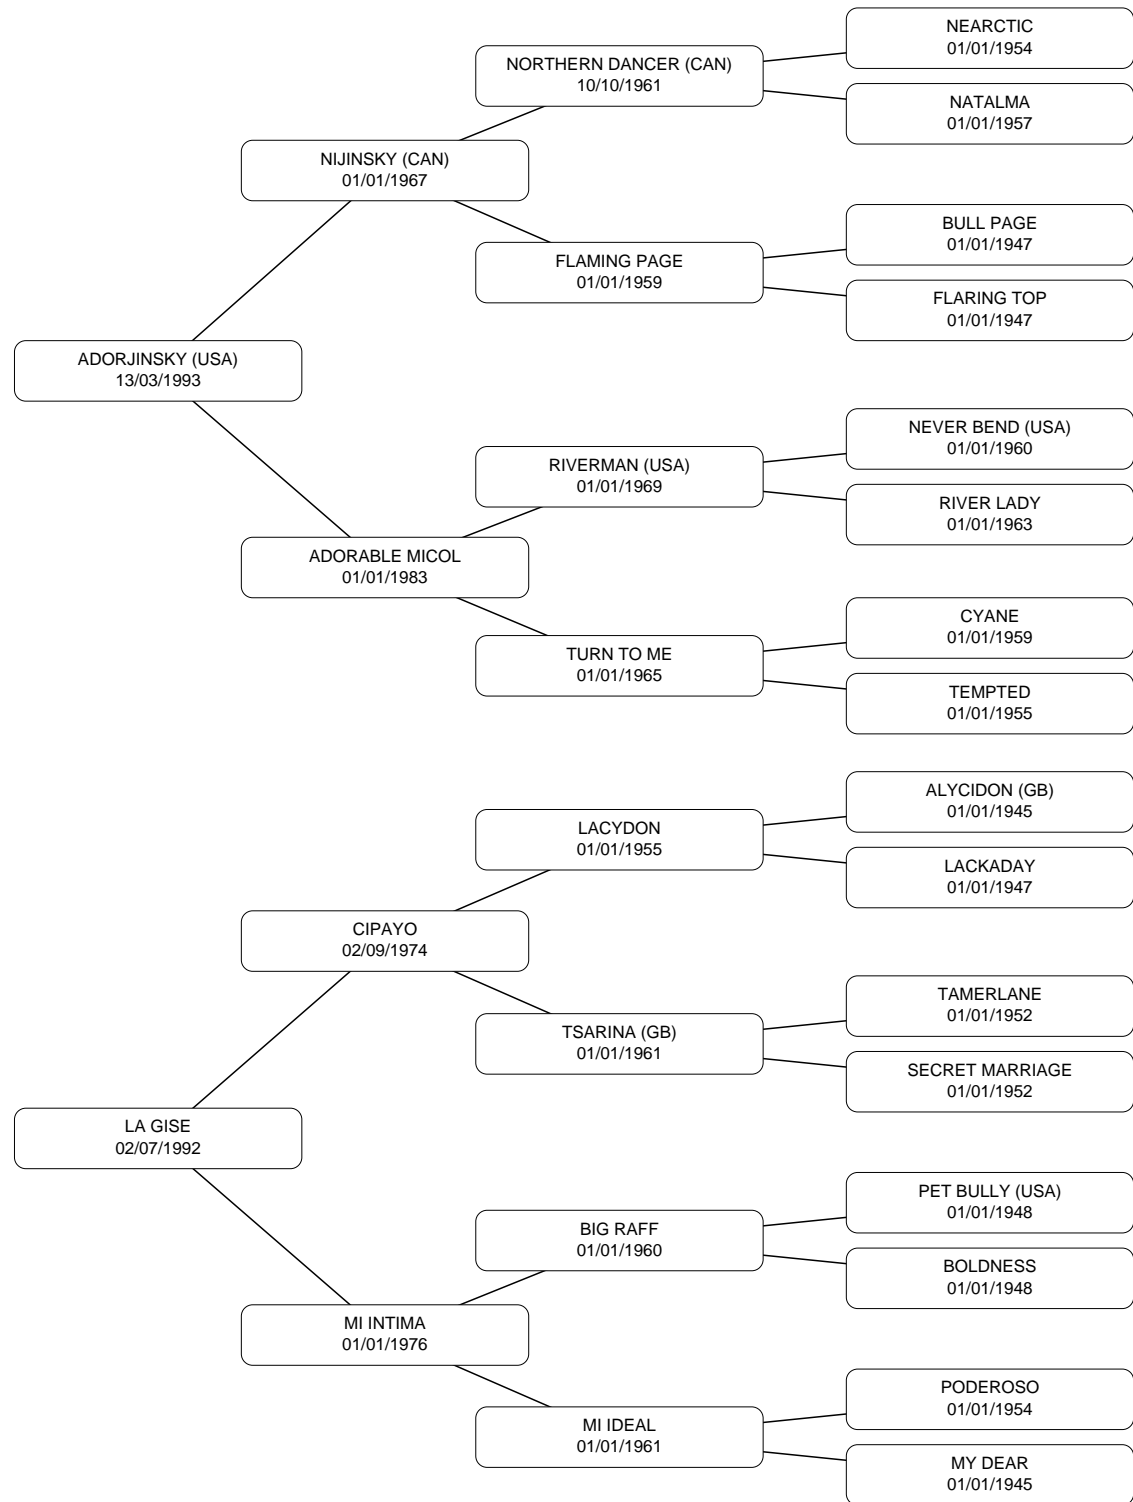 NEARCTIC
01/01/1954
NORTHERN DANCER (CAN)
10/10/1961
NATALMA
01/01/1957
NIJINSKY (CAN)
01/01/1967
BULL PAGE
01/01/1947
FLAMING PAGE
01/01/1959
FLARING TOP
01/01/1947
ADORJINSKY (USA)
13/03/1993
NEVER BEND (USA)
01/01/1960
RIVERMAN (USA)
01/01/1969
RIVER LADY
01/01/1963
ADORABLE MICOL
01/01/1983
CYANE
01/01/1959
TURN TO ME
01/01/1965
TEMPTED
01/01/1955
ALYCIDON (GB)
01/01/1945
LACYDON
01/01/1955
LACKADAY
01/01/1947
CIPAYO
02/09/1974
TAMERLANE
01/01/1952
TSARINA (GB)
01/01/1961
SECRET MARRIAGE
01/01/1952
LA GISE
02/07/1992
PET BULLY (USA)
01/01/1948
BIG RAFF
01/01/1960
BOLDNESS
01/01/1948
MI INTIMA
01/01/1976
PODEROSO
01/01/1954
MI IDEAL
01/01/1961
MY DEAR
01/01/1945